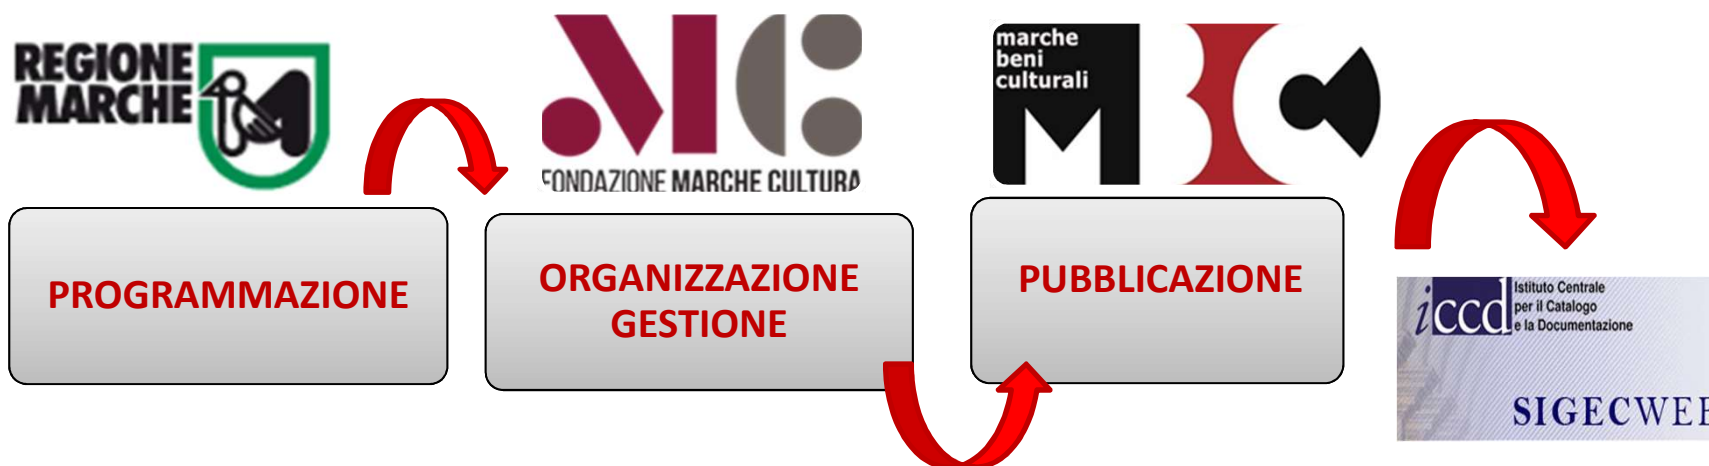 REGIONE
MARCHE
FONDAZIONE MARCHE CULTURA
marche
beni
culturali
MBC
PROGRAMMAZIONE
ORGANIZZAZIONE
GESTIONE
PUBBLICAZIONE
iccd
Istituto Centrale
per il Catalogo
e la Documentazione
SIGECWEB